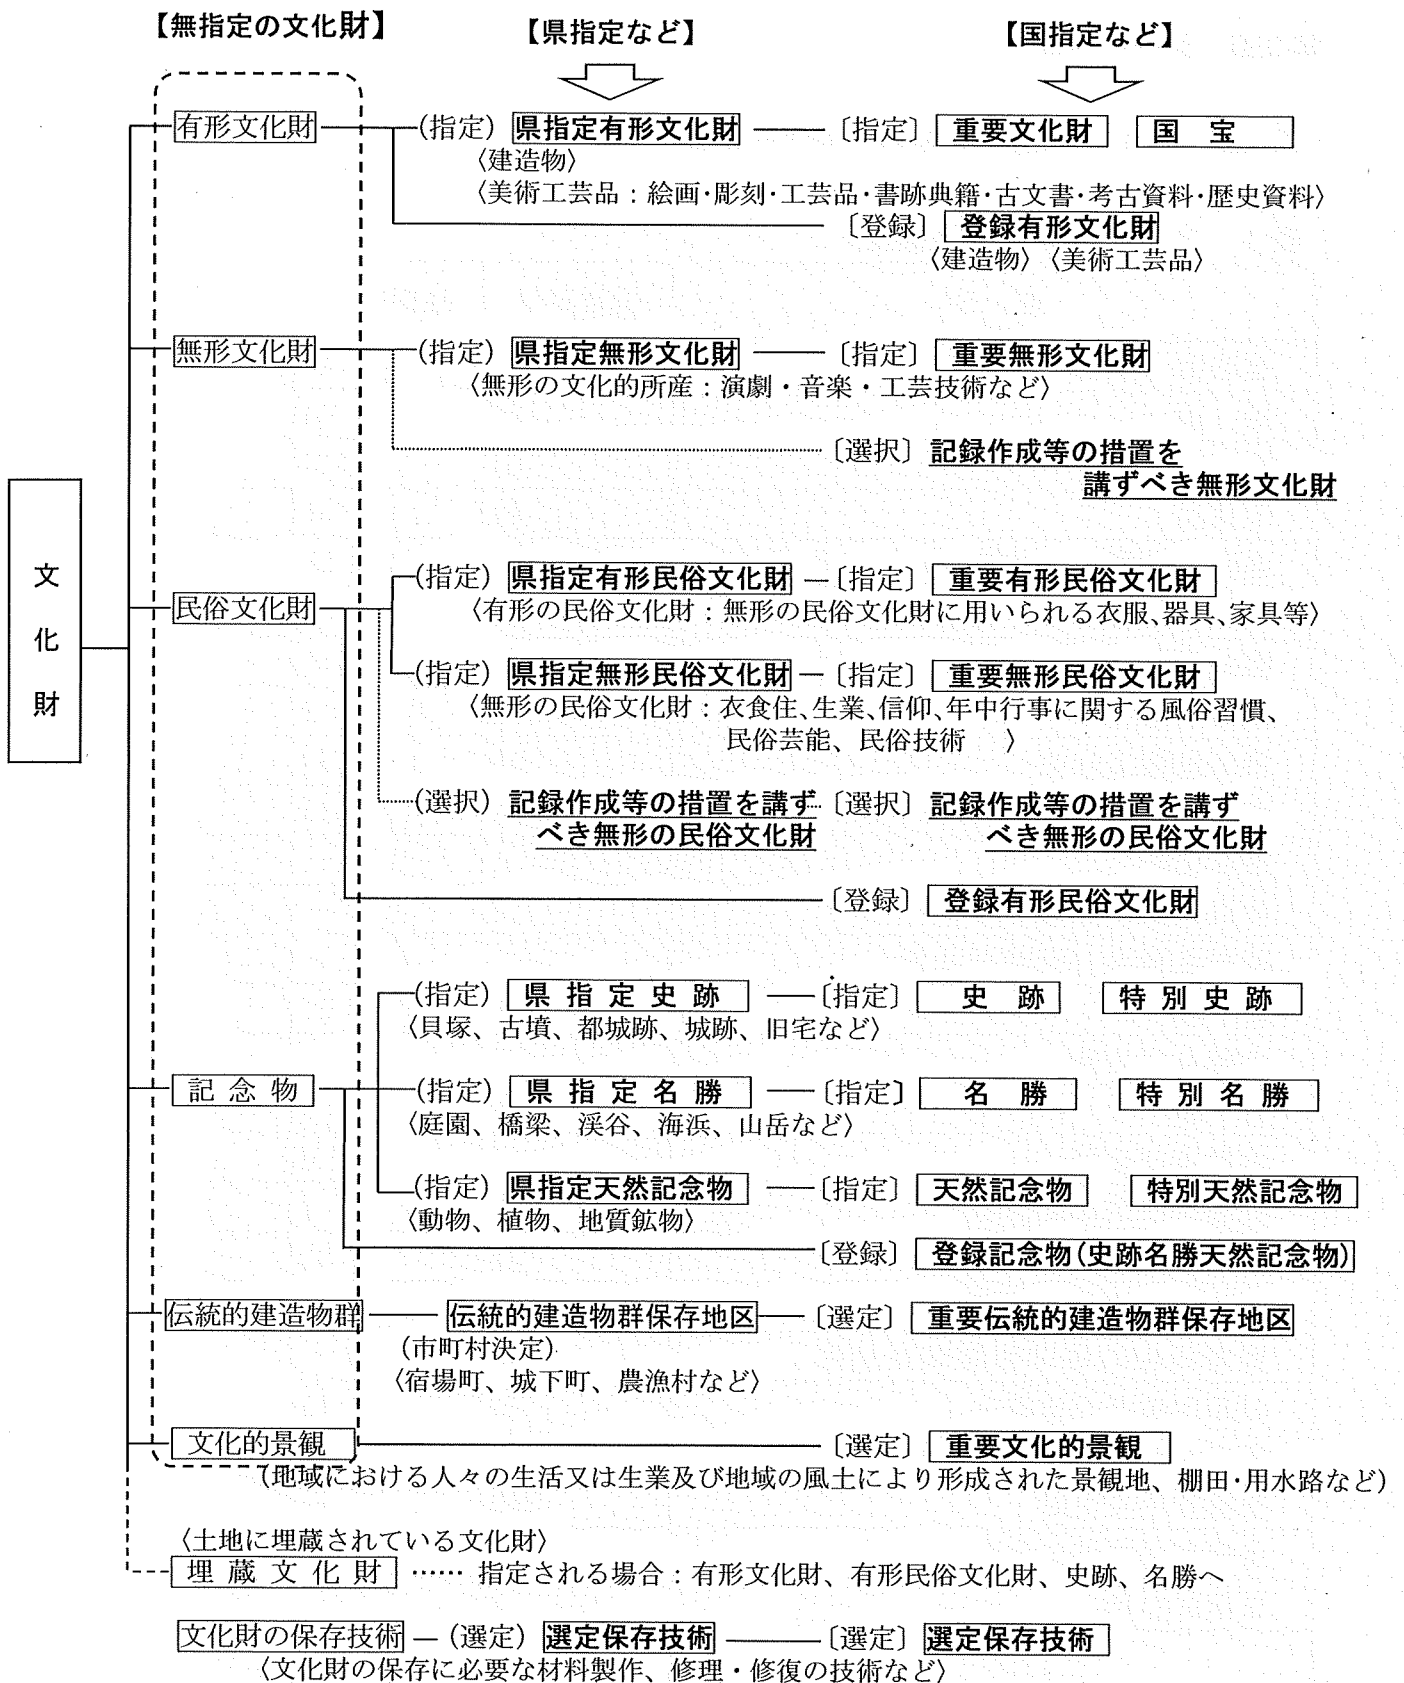 【無指定の文化財】 【県指定など】 【国指定など】
有形文化財 (指定) 県指定有形文化財 〔指定〕 重要文化財 国宝
〈建造物〉
〈美術工芸品：絵画・彫刻・工芸品・書跡典籍・古文書・考古資料・歴史資料〉
〔登録〕 登録有形文化財
〈建造物〉〈美術工芸品〉
無形文化財 (指定) 県指定無形文化財 〔指定〕 重要無形文化財
〈無形の文化的所産：演劇・音楽・工芸技術など〉
〔選択〕 記録作成等の措置を
講ずべき無形文化財
文化財
(指定) 県指定有形民俗文化財 〔指定〕 重要有形民俗文化財
民俗文化財 〈有形の民俗文化財：無形の民俗文化財に用いられる衣服、器具、家具等〉
(指定) 県指定無形民俗文化財 〔指定〕 重要無形民俗文化財
〈無形の民俗文化財：衣食住、生業、信仰、年中行事に関する風俗習慣、
民俗芸能、民俗技術 〉
(選択) 記録作成等の措置を講ず 〔選択〕 記録作成等の措置を講ず
べき無形の民俗文化財 べき無形の民俗文化財
〔登録〕 登録有形民俗文化財
(指定) 県指定史跡 〔指定〕 史跡 特別史跡
〈貝塚、古墳、都城跡、城跡、旧宅など〉
記念物 (指定) 県指定名勝 〔指定〕 名勝 特別名勝
〈庭園、橋梁、渓谷、海浜、山岳など〉
(指定) 県指定天然記念物 〔指定〕 天然記念物 特別天然記念物
〈動物、植物、地質鉱物〉
〔登録〕 登録記念物(史跡名勝天然記念物)
伝統的建造物群 伝統的建造物群保存地区 〔選定〕 重要伝統的建造物群保存地区
(市町村決定)
〈宿場町、城下町、農漁村など〉
文化的景観 〔選定〕 重要文化的景観
(地域における人々の生活又は生業及び地域の風土により形成された景観地、棚田・用水路など)
〈土地に埋蔵されている文化財〉
埋蔵文化財 …… 指定される場合：有形文化財、有形民俗文化財、史跡、名勝へ
文化財の保存技術 (選定) 選定保存技術 〔選定〕 選定保存技術
〈文化財の保存に必要な材料製作、修理・修復の技術など〉